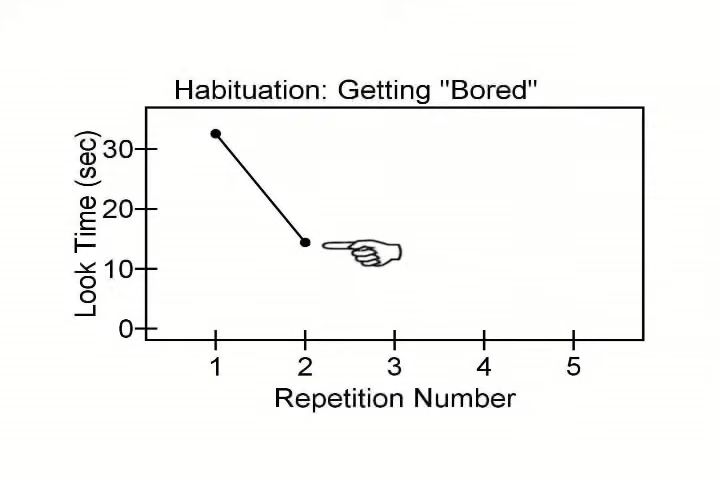 Habituation: Getting "Bored"
Look Time (sec)
30
20
10
0
1 2 3 4 5
Repetition Number